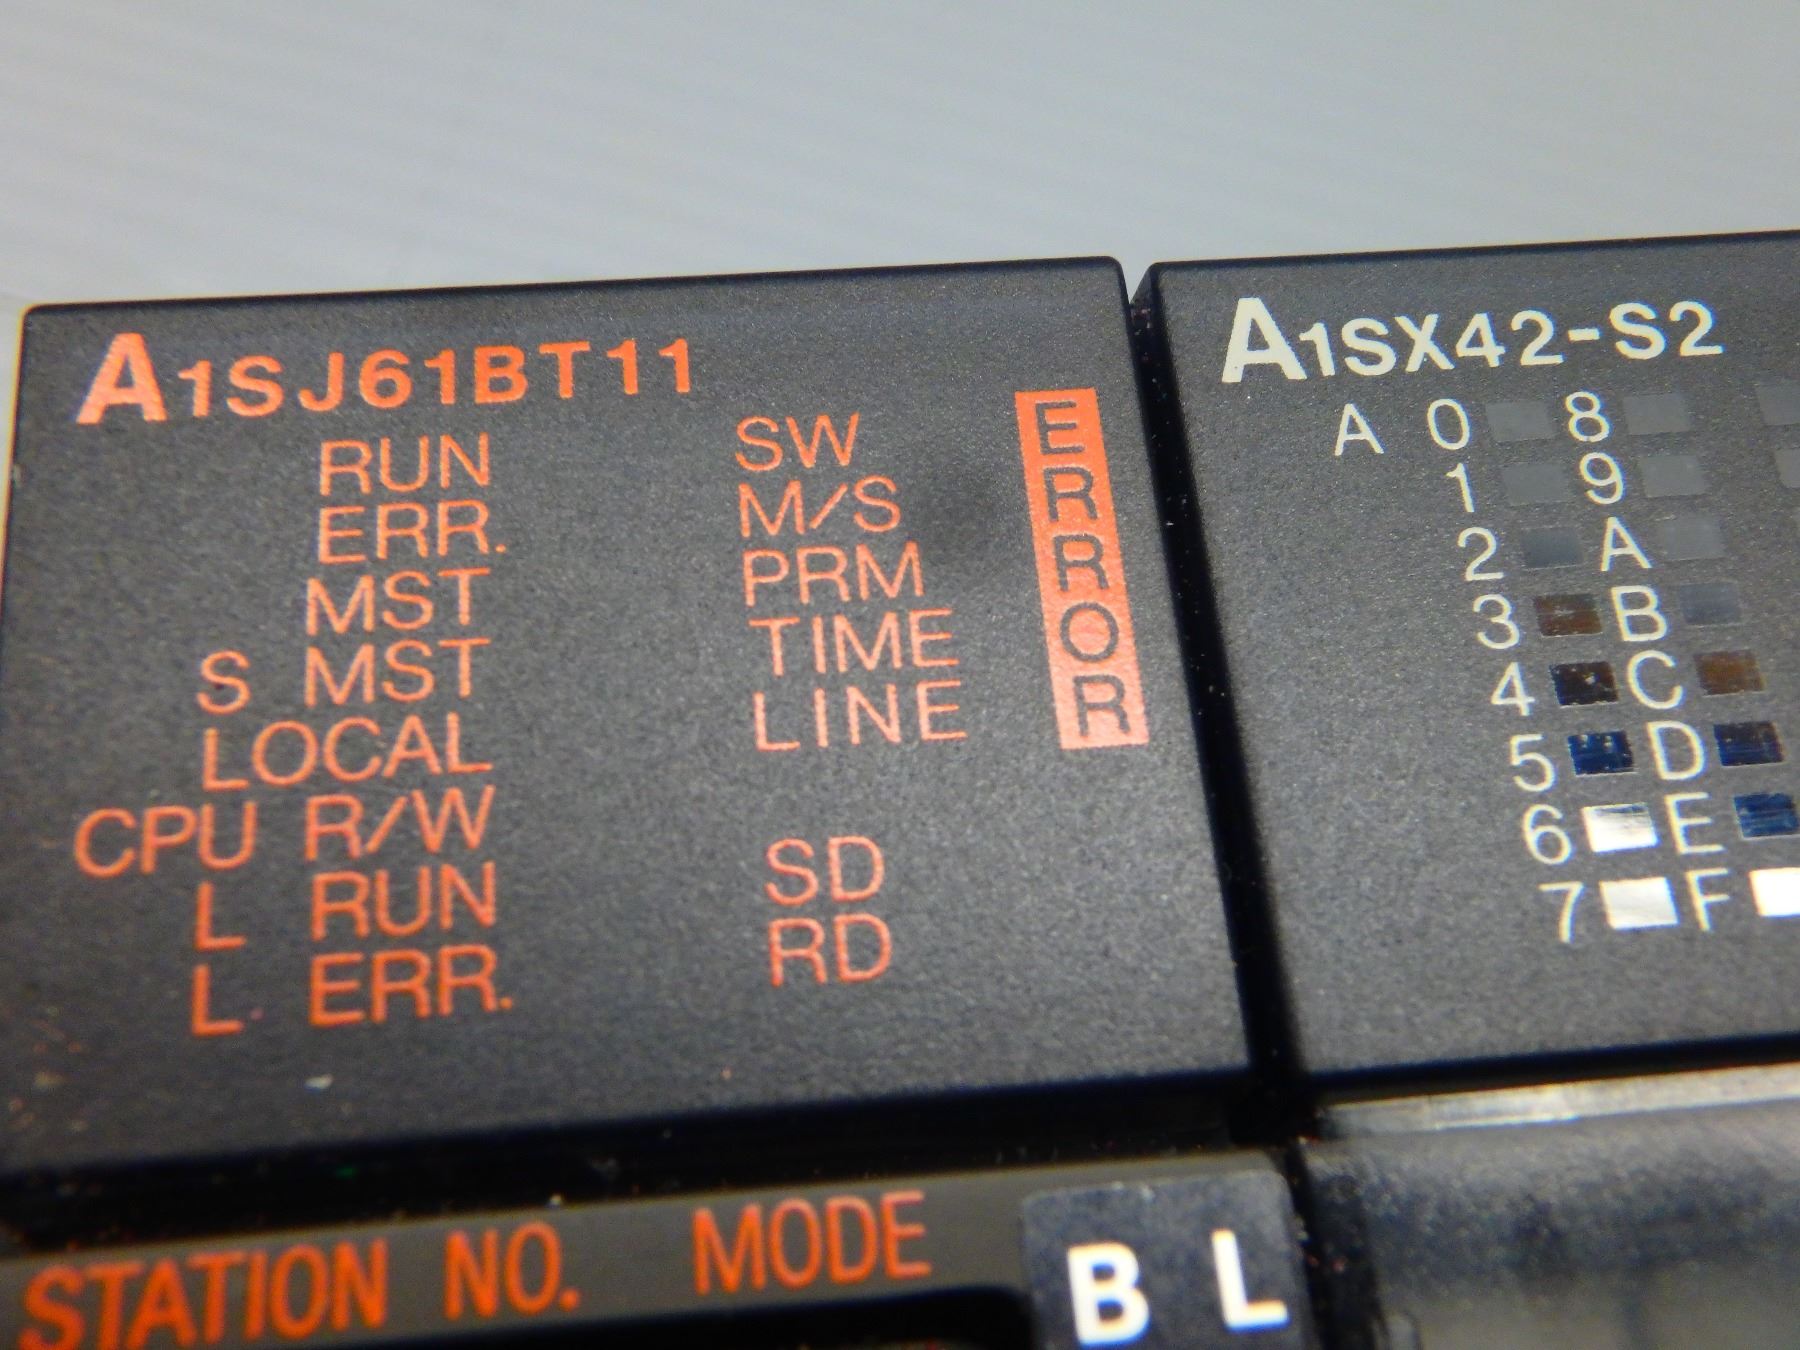 A1SJ61BT11
RUN SW
ERR. M/S
MST PRM
S MST TIME
LOCAL LINE
CPU R/W
L RUN SD
L ERR. RD
ERROR
STATION NO. MODE
B L
A1SX42-S2
A 0 8
1 9
2 A
3 B
4 C
5 D
6 E
7 F